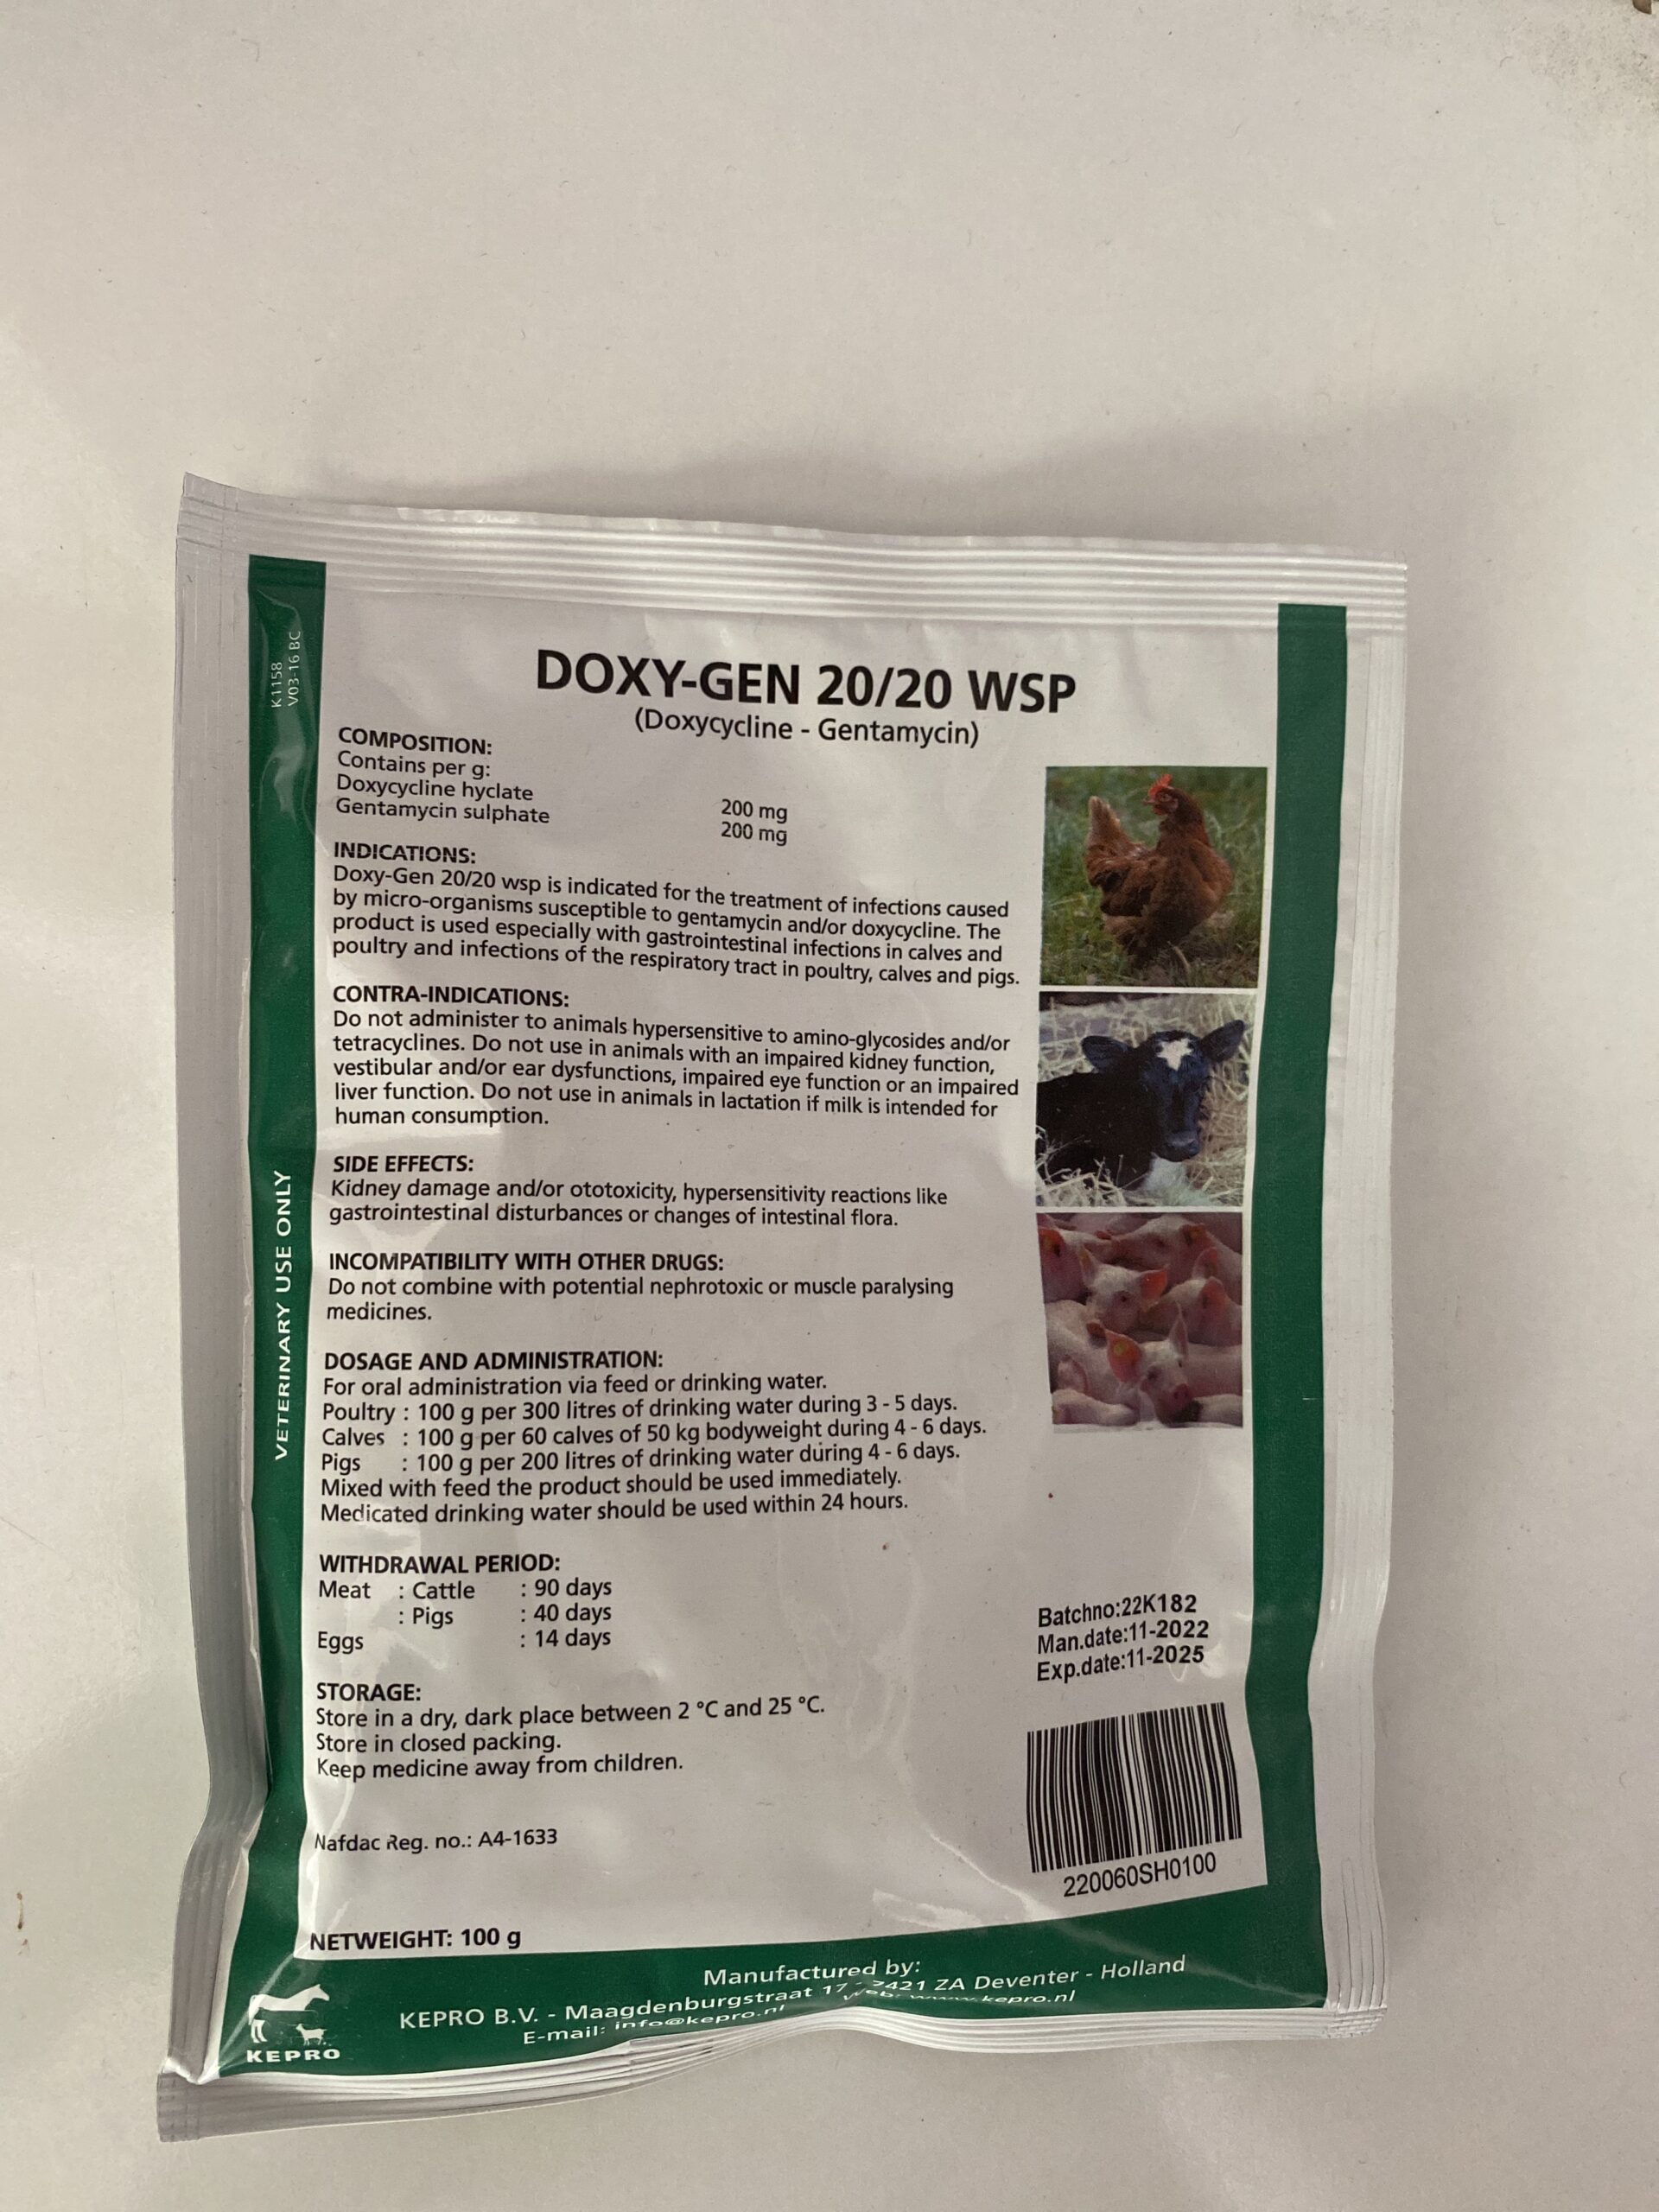 K1158
V03-16 BC
VETERINARY USE ONLY
DOXY-GEN 20/20 WSP
(Doxycycline - Gentamycin)
COMPOSITION:
Contains per g:
Doxycycline hyclate 200 mg
Gentamycin sulphate 200 mg
INDICATIONS:
Doxy-Gen 20/20 wsp is indicated for the treatment of infections caused
by micro-organisms susceptible to gentamycin and/or doxycycline. The
product is used especially with gastrointestinal infections in calves and
poultry and infections of the respiratory tract in poultry, calves and pigs.
CONTRA-INDICATIONS:
Do not administer to animals hypersensitive to amino-glycosides and/or
tetracyclines. Do not use in animals with an impaired kidney function,
vestibular and/or ear dysfunctions, impaired eye function or an impaired
liver function. Do not use in animals in lactation if milk is intended for
human consumption.
SIDE EFFECTS:
Kidney damage and/or ototoxicity, hypersensitivity reactions like
gastrointestinal disturbances or changes of intestinal flora.
INCOMPATIBILITY WITH OTHER DRUGS:
Do not combine with potential nephrotoxic or muscle paralysing
medicines.
DOSAGE AND ADMINISTRATION:
For oral administration via feed or drinking water.
Poultry : 100 g per 300 litres of drinking water during 3 - 5 days.
Calves : 100 g per 60 calves of 50 kg bodyweight during 4 - 6 days.
Pigs : 100 g per 200 litres of drinking water during 4 - 6 days.
Mixed with feed the product should be used immediately.
Medicated drinking water should be used within 24 hours.
WITHDRAWAL PERIOD:
Meat : Cattle : 90 days
: Pigs : 40 days
Eggs : 14 days
STORAGE:
Store in a dry, dark place between 2 °C and 25 °C.
Store in closed packing.
Keep medicine away from children.
Nafdac Reg. no.: A4-1633
Batchno:22K182
Man.date:11-2022
Exp.date:11-2025
220060SH0100
NETWEIGHT: 100 g
KEPRO
Manufactured by:
KEPRO B.V. - Maagdenburgstraat 17 - 7421 ZA Deventer - Holland
E-mail: info@kepro.nl Web: www.kepro.nl